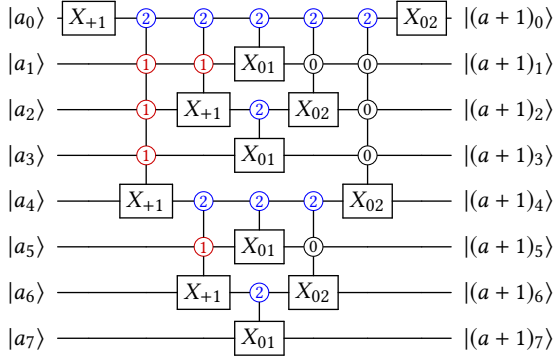 |a₀⟩ X₊₁ 2 2 2 2 2 X₀₂ |(a + 1)₀⟩
|a₁⟩ 1 1 X₀₁ 0 0 |(a + 1)₁⟩
|a₂⟩ 1 X₊₁ 2 X₀₂ 0 |(a + 1)₂⟩
|a₃⟩ 1 X₀₁ 0 |(a + 1)₃⟩
|a₄⟩ X₊₁ 2 2 2 X₀₂ |(a + 1)₄⟩
|a₅⟩ 1 X₀₁ 0 |(a + 1)₅⟩
|a₆⟩ X₊₁ 2 X₀₂ |(a + 1)₆⟩
|a₇⟩ X₀₁ |(a + 1)₇⟩